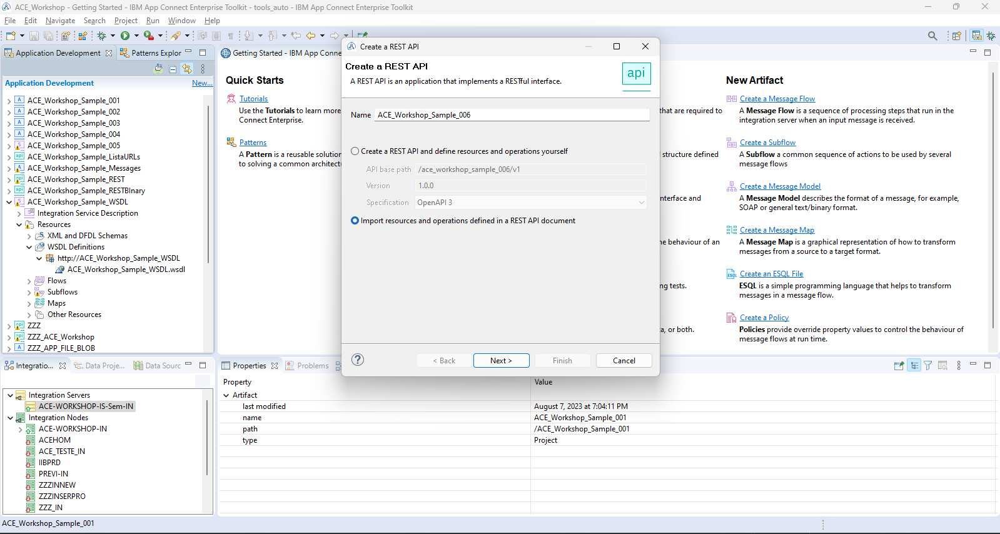 ACE_Workshop - Getting Started - IBM App Connect Enterprise Toolkit - tools_auto - IBM App Connect Enterprise Toolkit
File Edit Navigate Search Project Run Window Help
Application Development
Patterns Explor
Getting Started - IBM App Conne
Application Development
New...
ACE_Workshop_Sample_001
ACE_Workshop_Sample_002
ACE_Workshop_Sample_003
ACE_Workshop_Sample_004
ACE_Workshop_Sample_005
ACE_Workshop_Sample_ListaURLs
ACE_Workshop_Sample_Messages
ACE_Workshop_Sample_REST
ACE_Workshop_Sample_RESTBInary
ACE_Workshop_Sample_WSDL
Integration Service Description
Resources
XML and DFDL Schemas
WSDL Definitions
http://ACE_Workshop_Sample_WSDL
ACE_Workshop_Sample_WSDL.wsdl
Flows
Subflows
Maps
Other Resources
ZZZ
ZZZ_ACE_Workshop
ZZZ_APP_FILE_BLOB
Quick Starts
Tutorials
Use the Tutorials to learn more
Connect Enterprise.
Patterns
A Pattern is a reusable solution
to solving a common architect
Create a REST API
Create a REST API
A REST API is an application that implements a RESTful interface.
api
Name ACE_Workshop_Sample_006
Create a REST API and define resources and operations yourself
API base path /ace_workshop_sample_006/v1
Version 1.0.0
Specification OpenAPI 3
Import resources and operations defined in a REST API document
?
< Back
Next >
Finish
Cancel
that are required to
structure defined
nterface and
he behaviour of an
ng tests.
a, or both.
New Artifact
Create a Message Flow
A Message Flow is a sequence of processing steps that run in the
integration server when an input message is received.
Create a Subflow
A Subflow a common sequence of actions to be used by several
message flows
Create a Message Model
A Message Model describes the format of a message, for example,
SOAP or general text/binary format.
Create a Message Map
A Message Map is a graphical representation of how to transform
messages from a source to a target format.
Create an ESQL File
ESQL is a simple programming language that helps to transform
messages in a message flow.
Create a Policy
Policies provide override property values to control the behaviour of
message flows at run time.
Integratio...
Data Proje...
Data Sourc
Integration Servers
ACE-WORKSHOP-IS-Sem-IN
Integration Nodes
ACE-WORKSHOP-IN
ACEHOM
ACE_TESTE_IN
IIBPRD
PREVI-IN
ZZZINNEW
ZZZINSERPRO
ZZZ_IN
Properties
Problems
Property Value
Artifact
last modified August 7, 2023 at 7:04:11 PM
name ACE_Workshop_Sample_001
path /ACE_Workshop_Sample_001
type Project
ACE_Workshop_Sample_001